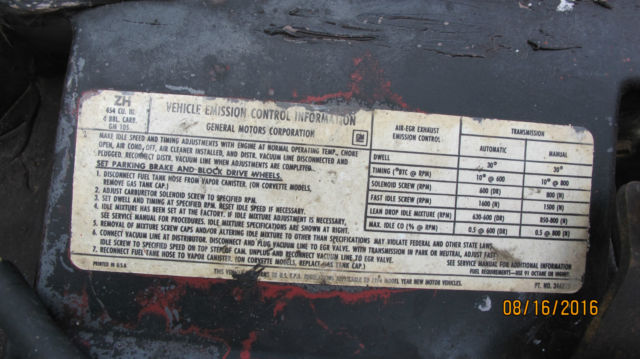 ZH
454 CU. IN.
4 BBL. CARB.
GH 105
VEHICLE EMISSION CONTROL INFORMATION
GENERAL MOTORS CORPORATION
GM
MAKE IDLE SPEED AND TIMING ADJUSTMENTS WITH ENGINE AT NORMAL OPERATING TEMP., CHOKE
OPEN, AIR COND. OFF, AIR CLEANER INSTALLED, AND DISTR. VACUUM LINE DISCONNECTED AND
PLUGGED. RECONNECT DISTR. VACUUM LINE WHEN ADJUSTMENTS ARE COMPLETED.
SET PARKING BRAKE AND BLOCK DRIVE WHEELS.
1. DISCONNECT FUEL TANK HOSE FROM VAPOR CANISTER. (ON CORVETTE MODELS,
REMOVE GAS TANK CAP.)
2. ADJUST CARBURETOR SOLENOID SCREW TO SPECIFIED RPM.
3. SET DWELL AND TIMING AT SPECIFIED RPM. RESET IDLE SPEED IF NECESSARY.
4. IDLE MIXTURE HAS BEEN SET AT THE FACTORY. IF IDLE MIXTURE ADJUSTMENT IS NECESSARY,
SEE SERVICE MANUAL FOR PROCEDURES. IDLE MIXTURE SPECIFICATIONS ARE SHOWN AT RIGHT.
5. REMOVAL OF MIXTURE SCREW CAPS AND/OR ALTERING IDLE MIXTURE TO OTHER THAN SPECIFICATIONS MAY VIOLATE FEDERAL AND OTHER STATE LAWS.
6. CONNECT VACUUM LINE AT DISTRIBUTOR. DISCONNECT AND PLUG VACUUM LINE TO EGR VALVE. WITH TRANSMISSION IN PARK OR NEUTRAL, ADJUST FAST
IDLE SCREW TO SPECIFIED SPEED ON TOP STEP OF CAM. UNPLUG AND RECONNECT VACUUM LINE TO EGR VALVE.
7. RECONNECT FUEL TANK HOSE TO VAPOR CANISTER. (ON CORVETTE MODELS, REPLACE GAS TANK CAP.)
AIR-EGR EXHAUST
EMISSION CONTROL
TRANSMISSION
AUTOMATIC MANUAL
DWELL 30° 30°
TIMING (°BTC @ RPM) 10° @ 600 10° @ 800
SOLENOID SCREW (RPM) 600 (DR) 800 (N)
FAST IDLE SCREW (RPM) 1600 (N) 1500 (N)
LEAN DROP IDLE MIXTURE (RPM) 630-600 (DR) 850-800 (N)
MAX. IDLE CO (% @ RPM) 0.5 @ 600 (DR) 0.5 @ 800 (N)
SEE SERVICE MANUAL FOR ADDITIONAL INFORMATION
FUEL REQUIREMENTS-USE 91 OCTANE OR HIGHER.
PRINTED IN U.S.A.
THIS VEHICLE TO U.S. E.P.A. REGULATIONS APPLICABLE TO 1974 MODEL YEAR NEW MOTOR VEHICLES.
PT. NO.
08/16/2016